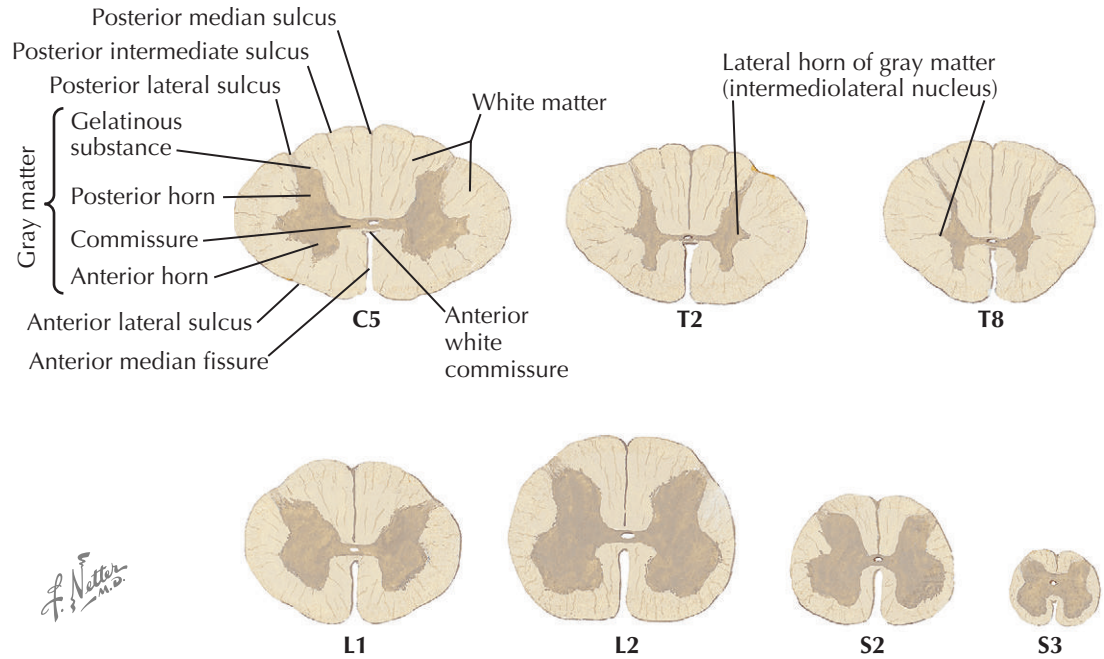 Posterior median sulcus
Posterior intermediate sulcus
Posterior lateral sulcus
Gray matter
Gelatinous
substance
Posterior horn
Commissure
Anterior horn
Anterior lateral sulcus
Anterior median fissure
White matter
Anterior
white
commissure
C5
Lateral horn of gray matter
(intermediolateral nucleus)
T2
T8
L1
L2
S2
S3
F. Netter
M.D.